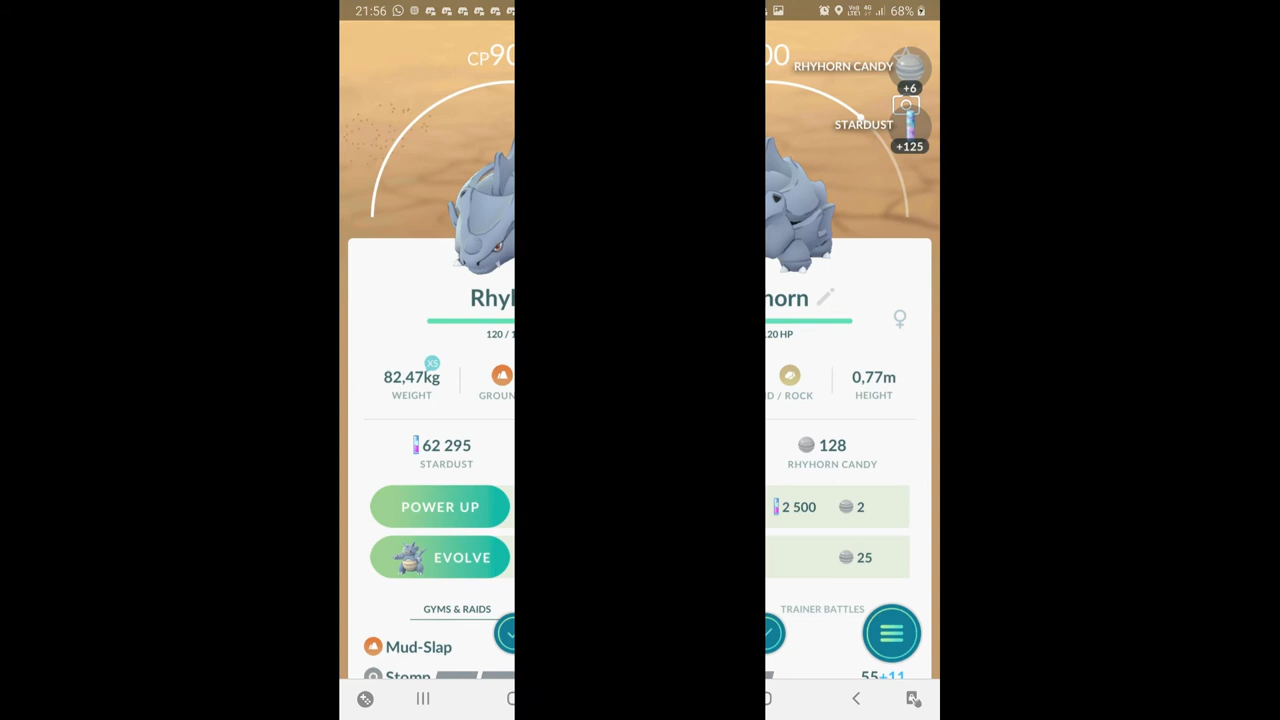 21:56 68%
CP90 00
RHYHORN CANDY
+6
STARDUST
+125
Rhyl horn
120 / 1 20 HP
XS
82,47kg 0,77m
WEIGHT GROUN D / ROCK HEIGHT
62 295 128
STARDUST RHYHORN CANDY
POWER UP 2 500 2
EVOLVE 25
GYMS & RAIDS TRAINER BATTLES
Mud-Slap
Stomp 55+11